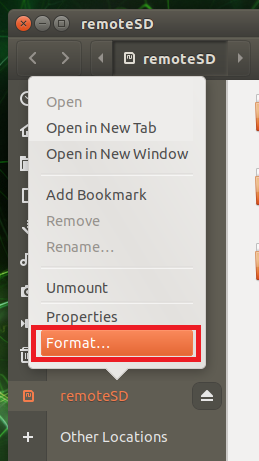 remoteSD
remoteSD
Open
Open in New Tab
Open in New Window
Add Bookmark
Remove
Rename…
Unmount
Properties
Format…
remoteSD
Other Locations